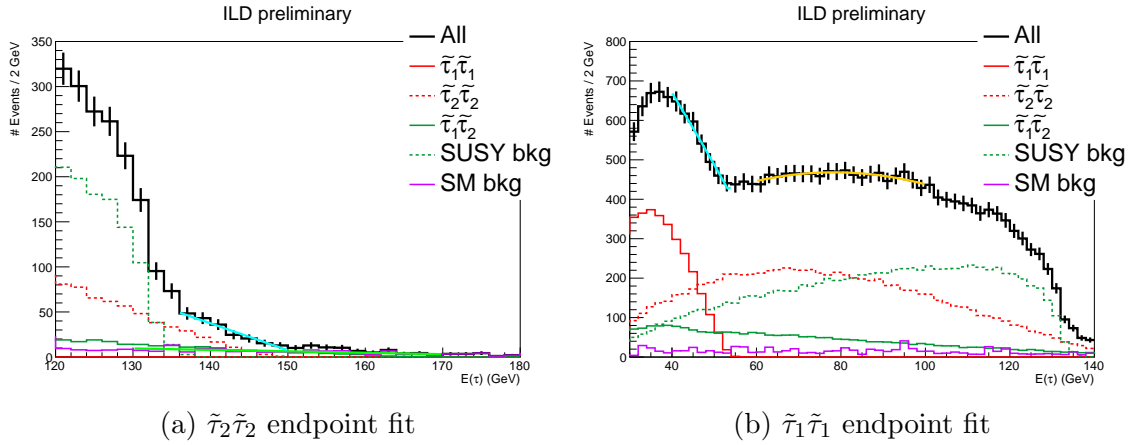 ILD preliminary
# Events / 2 GeV
350
300
250
200
150
100
50
0
All
τ̃₁τ̃₁
τ̃₂τ̃₂
τ̃₁τ̃₂
SUSY bkg
SM bkg
120 130 140 150 160 170 180
E(τ) (GeV)
(a) τ̃₂τ̃₂ endpoint fit
ILD preliminary
# Events / 2 GeV
800
700
600
500
400
300
200
100
0
All
τ̃₁τ̃₁
τ̃₂τ̃₂
τ̃₁τ̃₂
SUSY bkg
SM bkg
40 60 80 100 120 140
E(τ) (GeV)
(b) τ̃₁τ̃₁ endpoint fit